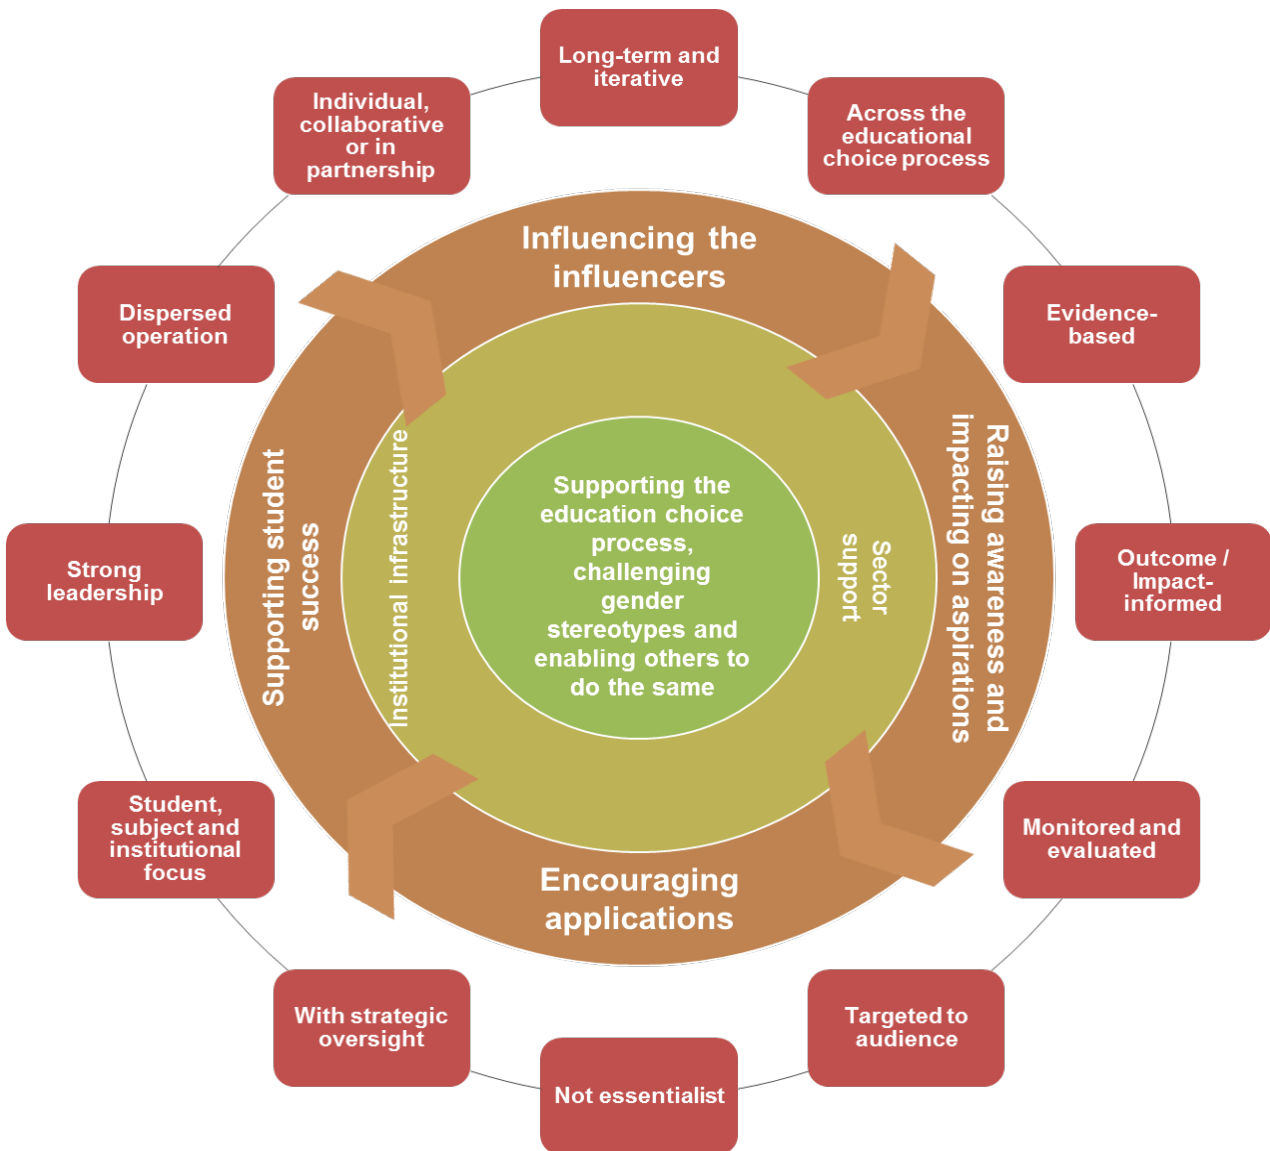 Long-term and
iterative
Across the
educational
choice process
Evidence-
based
Outcome /
Impact-
informed
Monitored and
evaluated
Targeted to
audience
Not essentialist
With strategic
oversight
Student,
subject and
institutional
focus
Strong
leadership
Dispersed
operation
Individual,
collaborative
or in
partnership
Influencing the
influencers
Raising awareness and
impacting on aspirations
Encouraging
applications
Supporting student
success
Institutional infrastructure
Sector
support
Supporting the
education choice
process,
challenging
gender
stereotypes and
enabling others to
do the same